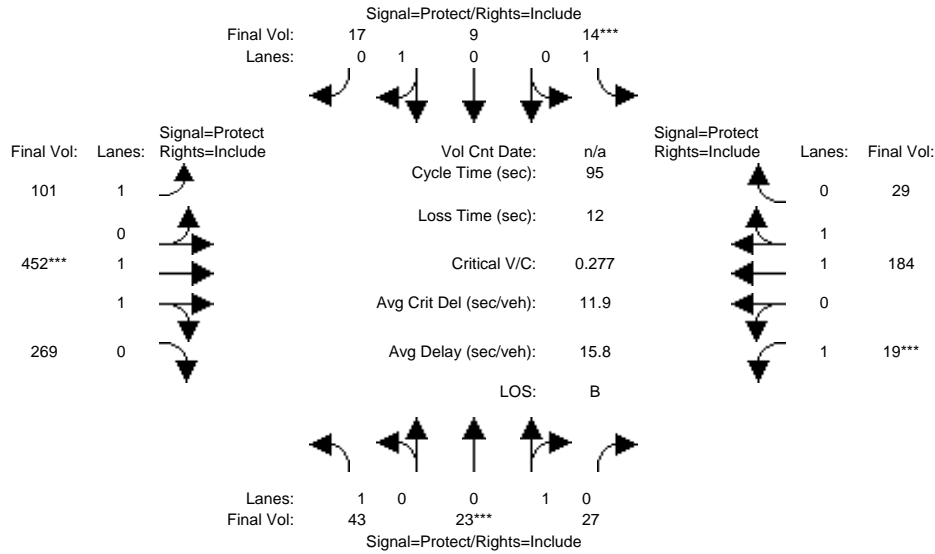 Signal=Protect/Rights=Include
Final Vol: 17 9 14***
Lanes: 0 1 0 0 1
Signal=Protect
Final Vol: Lanes: Rights=Include
Vol Cnt Date: n/a
Signal=Protect
Rights=Include Lanes: Final Vol:
Cycle Time (sec): 95
101 1
0 29
Loss Time (sec): 12
0
1
452*** 1
Critical V/C: 0.277
1 184
1
Avg Crit Del (sec/veh): 11.9
0
269 0
Avg Delay (sec/veh): 15.8
1 19***
LOS: B
Lanes: 1 0 0 1 0
Final Vol: 43 23*** 27
Signal=Protect/Rights=Include